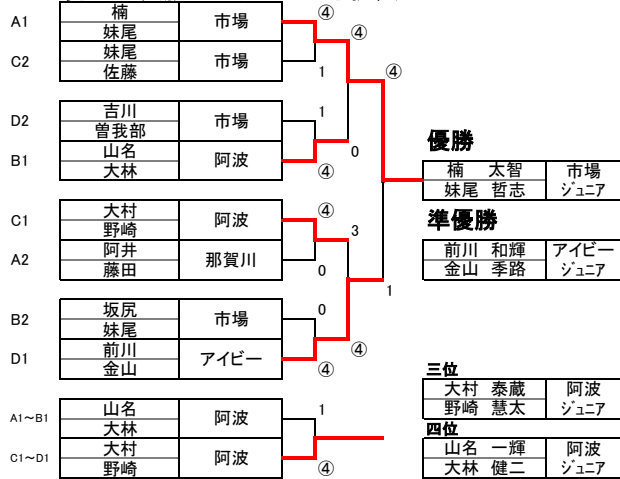 A1 楠 妹尾 市場 ④
④
C2 妹尾 佐藤 市場 1
④
D2 吉川 曽我部 市場 1
0
B1 山名 大林 阿波 ④
C1 大村 野崎 阿波 ④
3
A2 阿井 藤田 那賀川 0
1
B2 坂尻 妹尾 市場 0
④
D1 前川 金山 アイビー ④
A1～B1 山名 大林 阿波 1
C1～D1 大村 野崎 阿波 ④
優勝
楠 太智 市場
妹尾 哲志 ジュニア
準優勝
前川 和輝 アイビー
金山 季路 ジュニア
三位
大村 泰蔵 阿波
野崎 慧太 ジュニア
四位
山名 一輝 阿波
大林 健二 ジュニア